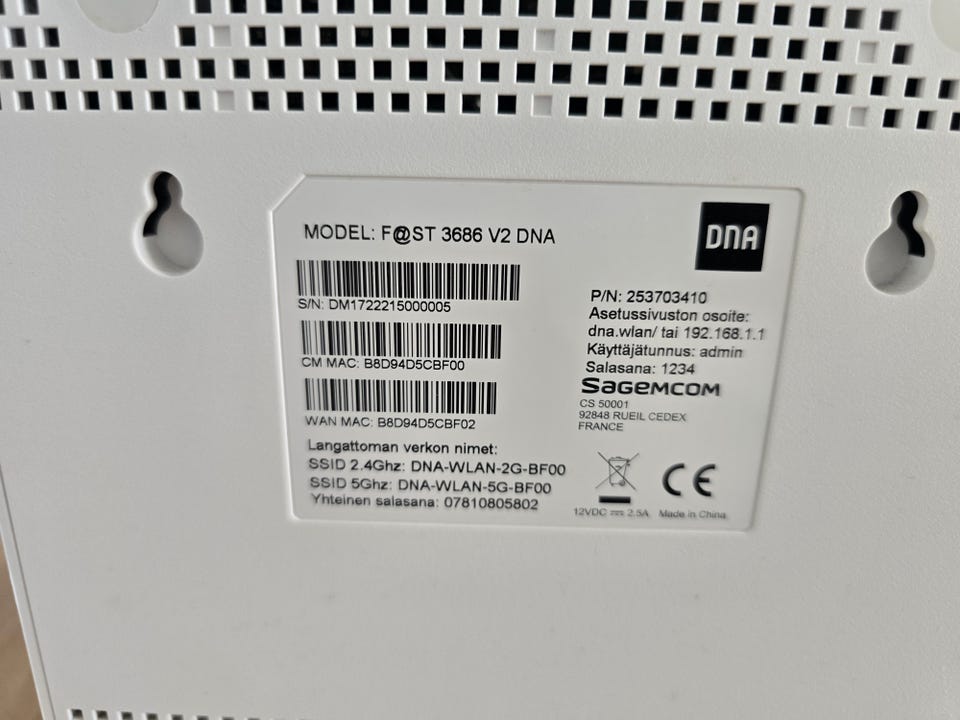 MODEL: F@ST 3686 V2 DNA
DNA
S/N: DM1722215000005
CM MAC: B8D94D5CBF00
WAN MAC: B8D94D5CBF02
Langattoman verkon nimet:
SSID 2.4Ghz: DNA-WLAN-2G-BF00
SSID 5Ghz: DNA-WLAN-5G-BF00
Yhteinen salasana: 07810805802
P/N: 253703410
Asetussivuston osoite:
dna.wlan/ tai 192.168.1.1
Käyttäjätunnus: admin
Salasana: 1234
SAGEMCOM
CS 50001
92848 RUEIL CEDEX
FRANCE
CE
12VDC ⎓ 2.5A Made in China